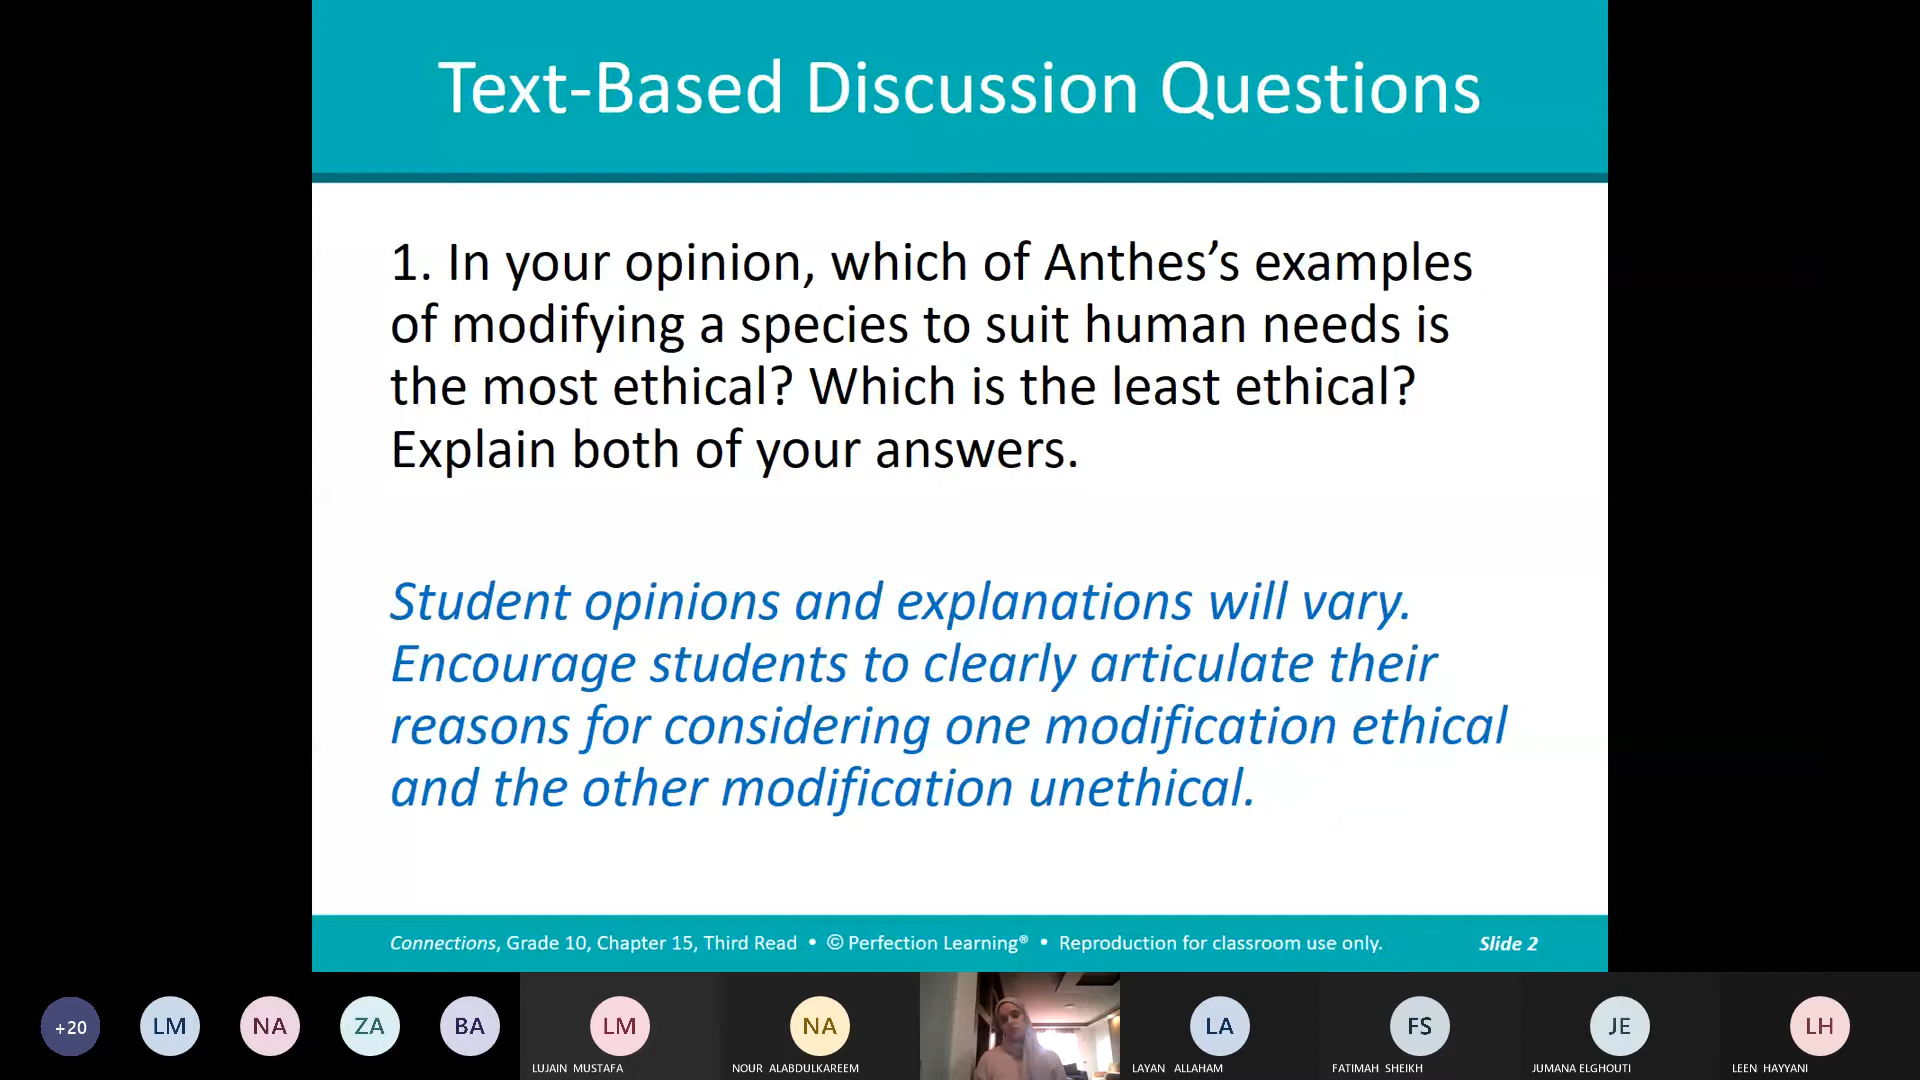 Text-Based Discussion Questions
1. In your opinion, which of Anthes’s examples
of modifying a species to suit human needs is
the most ethical? Which is the least ethical?
Explain both of your answers.
Student opinions and explanations will vary.
Encourage students to clearly articulate their
reasons for considering one modification ethical
and the other modification unethical.
Connections, Grade 10, Chapter 15, Third Read • © Perfection Learning® • Reproduction for classroom use only. Slide 2
+20 LM NA ZA BA LM NA LA FS JE LH
LUJAIN MUSTAFA NOUR ALABDULKAREEM LAYAN ALLAHAM FATIMAH SHEIKH JUMANA ELGHOUTI LEEN HAYYANI